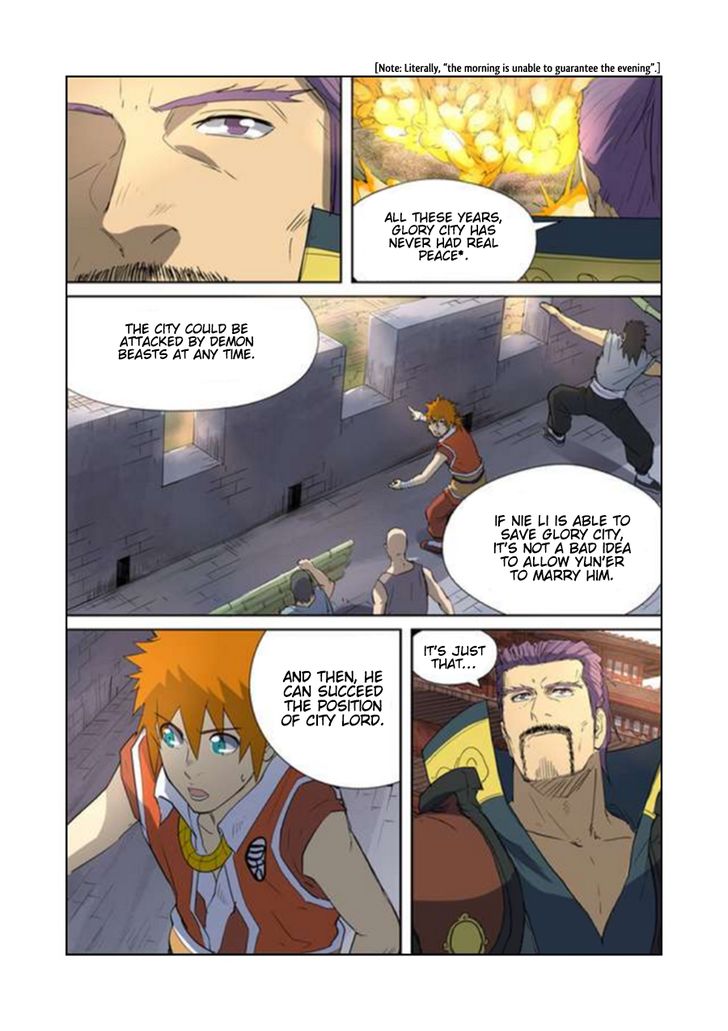 [Note: Literally, "the morning is unable to guarantee the evening".]
ALL THESE YEARS,
GLORY CITY HAS
NEVER HAD REAL
PEACE*.
THE CITY COULD BE
ATTACKED BY DEMON
BEASTS AT ANY TIME.
IF NIE LI IS ABLE TO
SAVE GLORY CITY,
IT'S NOT A BAD IDEA
TO ALLOW YUN'ER
TO MARRY HIM.
AND THEN, HE
CAN SUCCEED
THE POSITION
OF CITY LORD.
IT'S JUST
THAT...